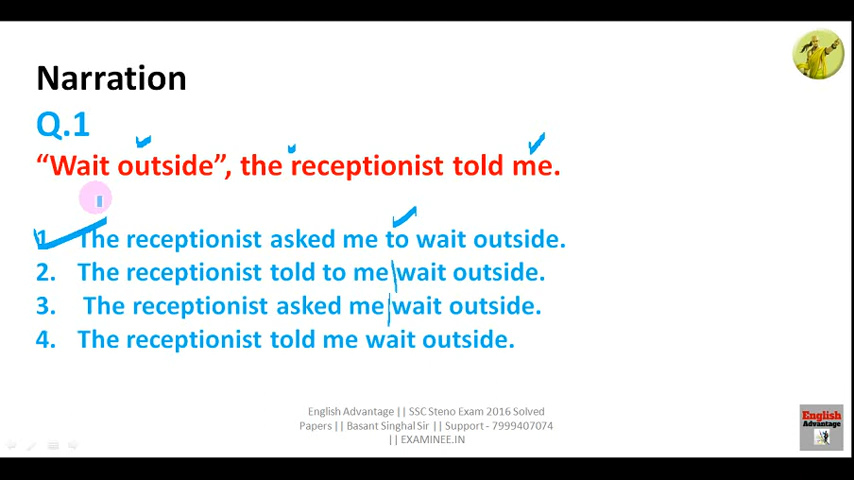 Narration
Q.1
“Wait outside”, the receptionist told me.
1. The receptionist asked me to wait outside.
2. The receptionist told to me wait outside.
3. The receptionist asked me wait outside.
4. The receptionist told me wait outside.
English Advantage || SSC Steno Exam 2016 Solved
Papers || Basant Singhal Sir || Support - 7999407074
|| EXAMINEE.IN
English
Advantage